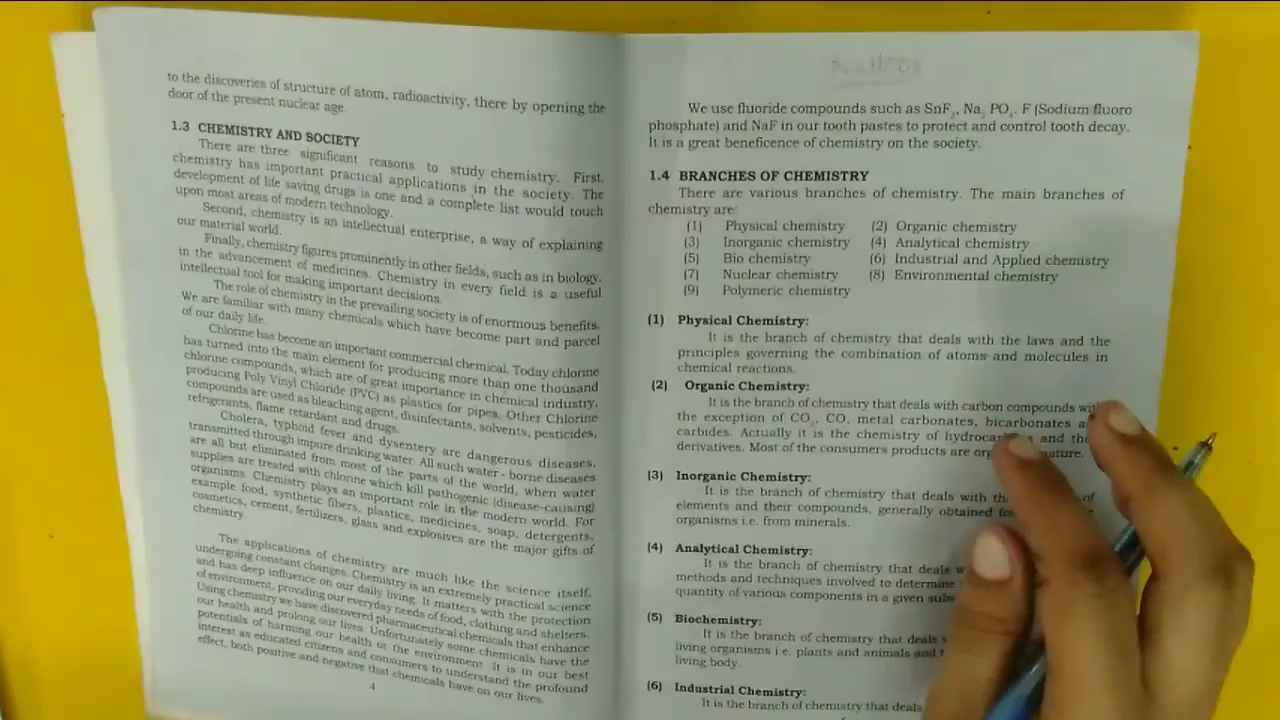 to the discoveries of structure of atom, radioactivity, there by opening the
door of the present nuclear age.
1.3 CHEMISTRY AND SOCIETY
There are three significant reasons to study chemistry. First,
chemistry has important practical applications in the society. The
development of life saving drugs is one and a complete list would touch
upon most areas of modern technology.
Second, chemistry is an intellectual enterprise, a way of explaining
our material world.
Finally, chemistry figures prominently in other fields, such as in biology,
in the advancement of medicines. Chemistry in every field is a useful
intellectual tool for making important decisions.
The role of chemistry in the prevailing society is of enormous benefits.
We are familiar with many chemicals which have become part and parcel
of our daily life.
Chlorine has become an important commercial chemical. Today chlorine
has turned into the main element for producing more than one thousand
chlorine compounds, which are of great importance in chemical industry,
producing Poly Vinyl Chloride (PVC) as plastics for pipes. Other Chlorine
compounds are used as bleaching agent, disinfectants, solvents, pesticides,
refrigerants, flame retardant and drugs.
Cholera, typhoid fever and dysentery are dangerous diseases,
transmitted through impure drinking water. All such water - borne diseases
are all but eliminated from most of the parts of the world, when water
supplies are treated with chlorine which kill pathogenic (disease-causing)
organisms. Chemistry plays an important role in the modern world. For
example food, synthetic fibers, plastics, medicines, soap, detergents,
cosmetics, cement, fertilizers, glass and explosives are the major gifts of
chemistry.
The applications of chemistry are much like the science itself,
undergoing constant changes. Chemistry is an extremely practical science
and has deep influence on our daily living. It matters with the protection
of environment, providing our everyday needs of food, clothing and shelters.
Using chemistry we have discovered pharmaceutical chemicals that enhance
our health and prolong our lives. Unfortunately some chemicals have the
potentials of harming our health or the environment. It is in our best
interest as educated citizens and consumers to understand the profound
effect, both positive and negative that chemicals have on our lives.
4
We use fluoride compounds such as SnF₂, Na₂ PO₄. F (Sodium fluoro
phosphate) and NaF in our tooth pastes to protect and control tooth decay.
It is a great beneficence of chemistry on the society.
1.4 BRANCHES OF CHEMISTRY
There are various branches of chemistry. The main branches of
chemistry are:
(1) Physical chemistry (2) Organic chemistry
(3) Inorganic chemistry (4) Analytical chemistry
(5) Bio chemistry (6) Industrial and Applied chemistry
(7) Nuclear chemistry (8) Environmental chemistry
(9) Polymeric chemistry
(1) Physical Chemistry:
It is the branch of chemistry that deals with the laws and the
principles governing the combination of atoms and molecules in
chemical reactions.
(2) Organic Chemistry:
It is the branch of chemistry that deals with carbon compounds
the exception of CO₂, CO, metal carbonates, bicarbonates
carbides. Actually it is the chemistry of and
derivatives. Most of the consumers products are
(3) Inorganic Chemistry:
It is the branch of chemistry that deals with of
elements and their compounds, generally obtained
organisms i.e. from minerals.
(4) Analytical Chemistry:
It is the branch of chemistry that deals
methods and techniques involved to determine
quantity of various components in a given
(5) Biochemistry:
It is the branch of chemistry that deals
living organisms i.e. plants and animals and
living body.
(6) Industrial Chemistry:
It is the branch of chemistry that deals